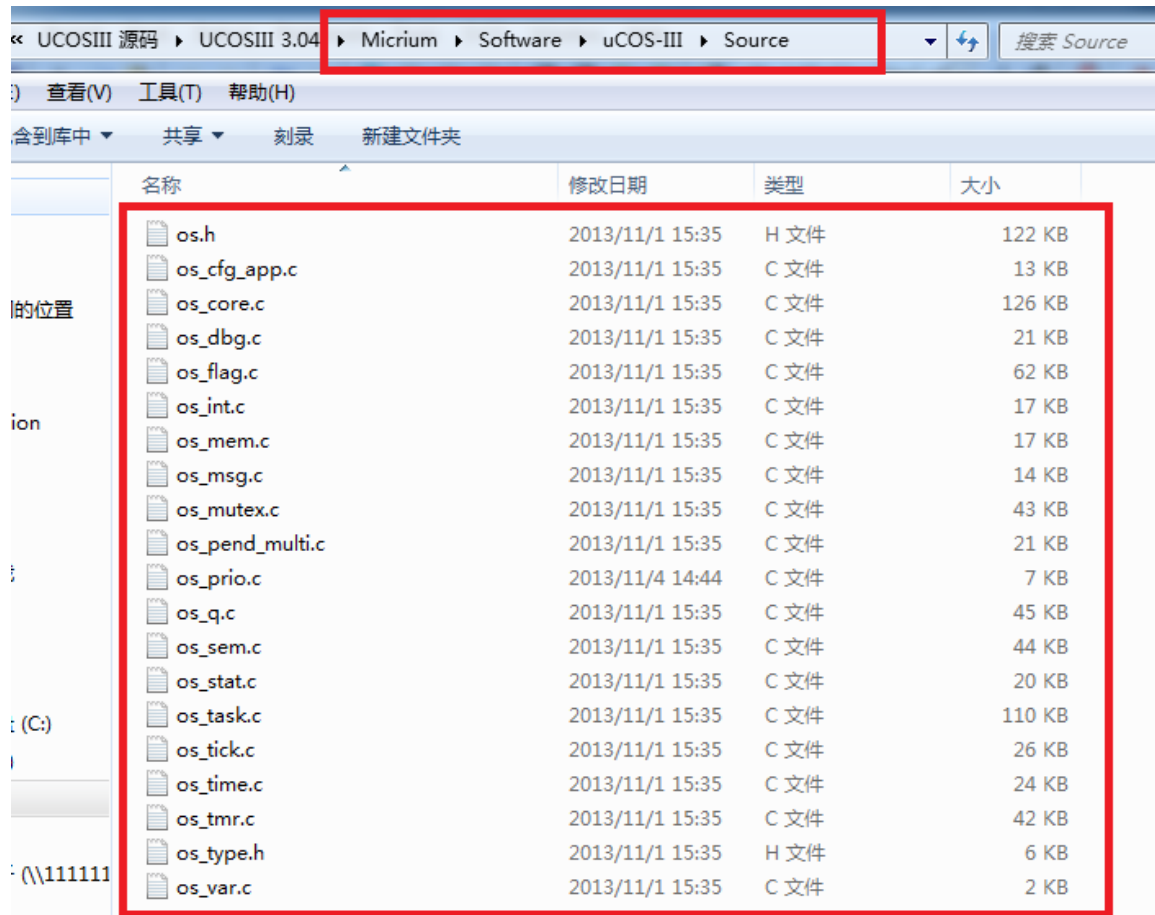 « UCOSIII 源码 ▸ UCOSIII 3.04 ▸ Micrium ▸ Software ▸ uCOS-III ▸ Source 搜索 Source
查看(V) 工具(T) 帮助(H)
含到库中 共享 刻录 新建文件夹
名称 修改日期 类型 大小
os.h 2013/11/1 15:35 H 文件 122 KB
os_cfg_app.c 2013/11/1 15:35 C 文件 13 KB
os_core.c 2013/11/1 15:35 C 文件 126 KB
的位置
os_dbg.c 2013/11/1 15:35 C 文件 21 KB
os_flag.c 2013/11/1 15:35 C 文件 62 KB
os_int.c 2013/11/1 15:35 C 文件 17 KB
ion
os_mem.c 2013/11/1 15:35 C 文件 17 KB
os_msg.c 2013/11/1 15:35 C 文件 14 KB
os_mutex.c 2013/11/1 15:35 C 文件 43 KB
os_pend_multi.c 2013/11/1 15:35 C 文件 21 KB
os_prio.c 2013/11/4 14:44 C 文件 7 KB
os_q.c 2013/11/1 15:35 C 文件 45 KB
os_sem.c 2013/11/1 15:35 C 文件 44 KB
os_stat.c 2013/11/1 15:35 C 文件 20 KB
os_task.c 2013/11/1 15:35 C 文件 110 KB
(C:)
os_tick.c 2013/11/1 15:35 C 文件 26 KB
os_time.c 2013/11/1 15:35 C 文件 24 KB
os_tmr.c 2013/11/1 15:35 C 文件 42 KB
os_type.h 2013/11/1 15:35 H 文件 6 KB
(\\111111
os_var.c 2013/11/1 15:35 C 文件 2 KB